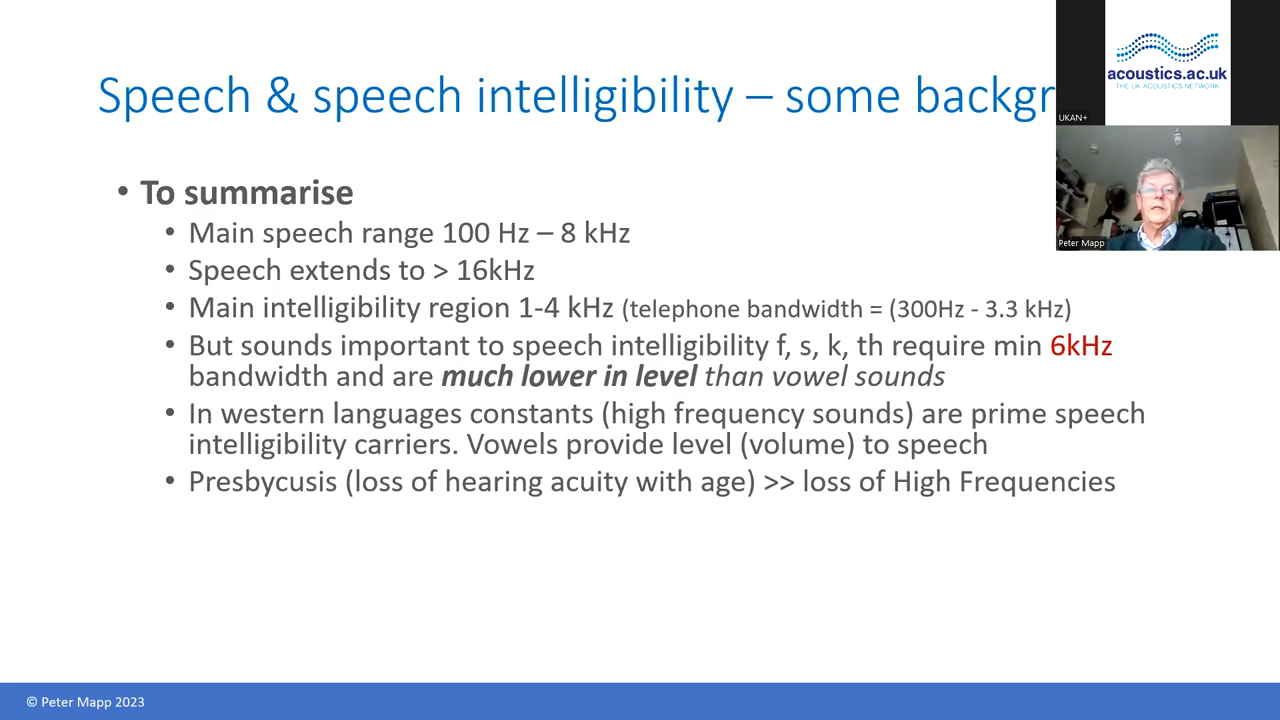 Speech & speech intelligibility – some backgr
acoustics.ac.uk
THE UK ACOUSTICS NETWORK
UKAN+
Peter Mapp
• To summarise
• Main speech range 100 Hz – 8 kHz
• Speech extends to > 16kHz
• Main intelligibility region 1-4 kHz (telephone bandwidth = (300Hz - 3.3 kHz)
• But sounds important to speech intelligibility f, s, k, th require min 6kHz
bandwidth and are much lower in level than vowel sounds
• In western languages constants (high frequency sounds) are prime speech
intelligibility carriers. Vowels provide level (volume) to speech
• Presbycusis (loss of hearing acuity with age) >> loss of High Frequencies
© Peter Mapp 2023